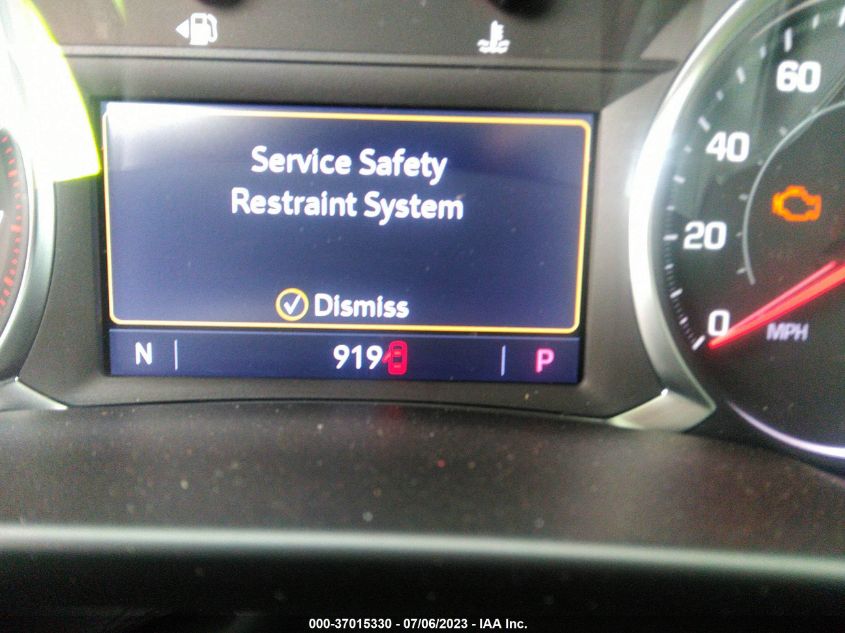 Service Safety
Restraint System
Dismiss
N 919 P
60
40
20
0
MPH
000-37015330 - 07/06/2023 - IAA Inc.